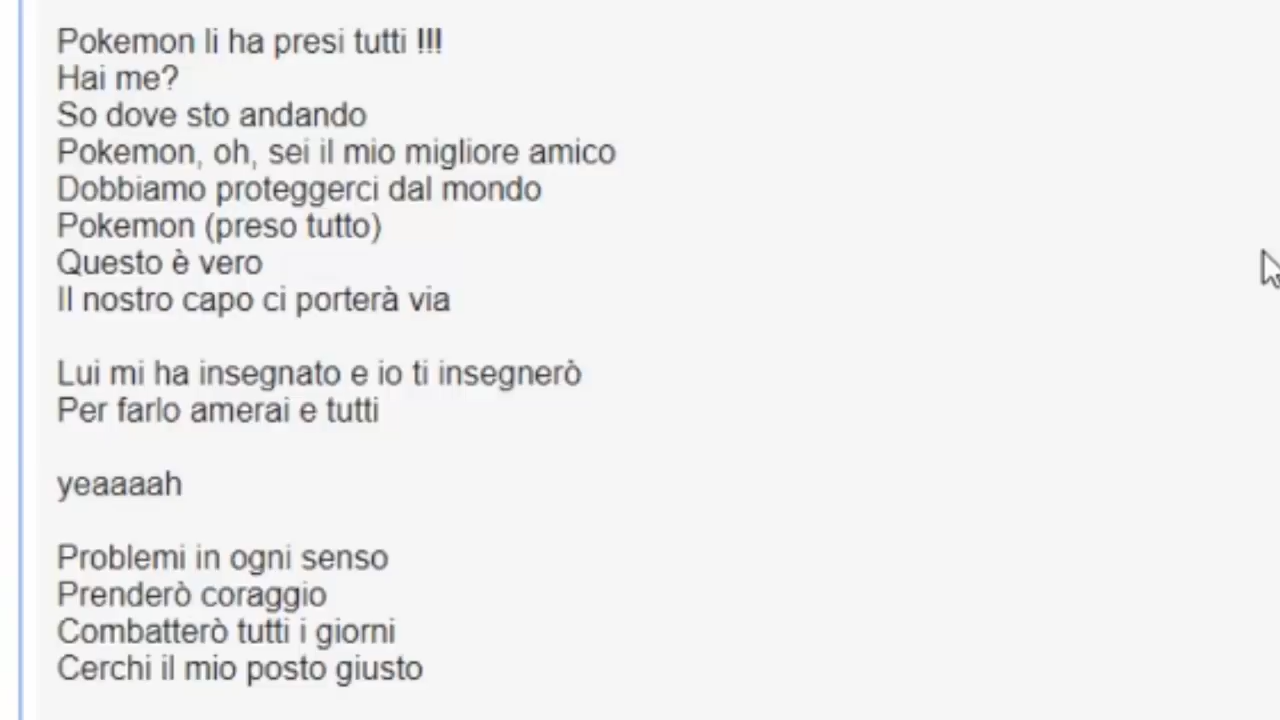 Pokemon li ha presi tutti !!!
Hai me?
So dove sto andando
Pokemon, oh, sei il mio migliore amico
Dobbiamo proteggerci dal mondo
Pokemon (preso tutto)
Questo è vero
Il nostro capo ci porterà via
Lui mi ha insegnato e io ti insegnerò
Per farlo amerai e tutti
yeaaaah
Problemi in ogni senso
Prenderò coraggio
Combatterò tutti i giorni
Cerchi il mio posto giusto